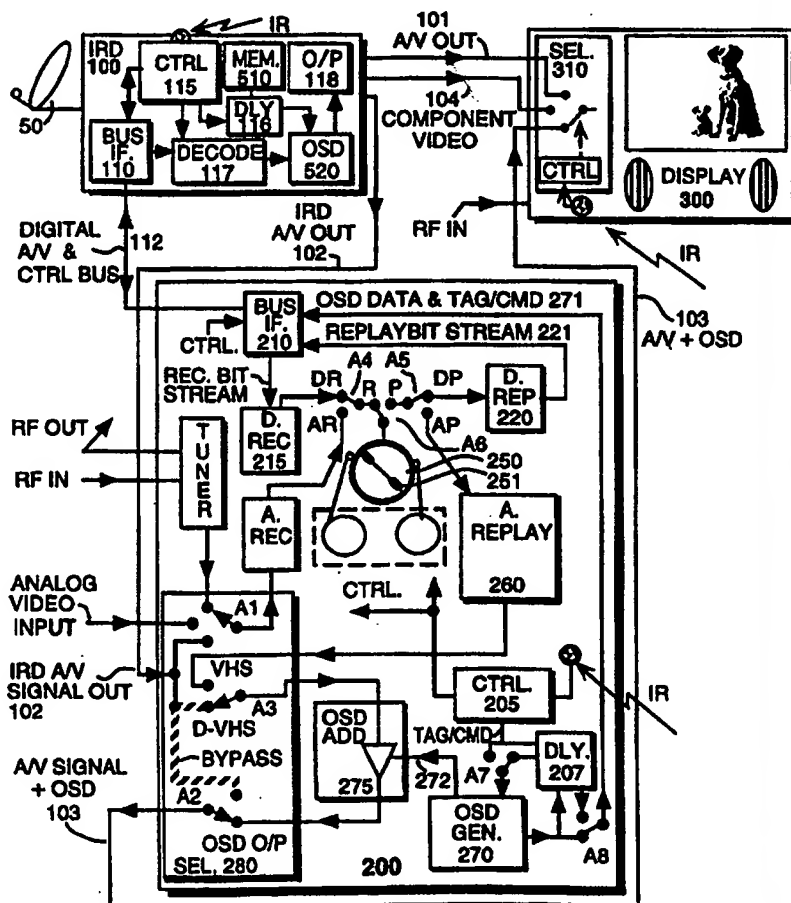 IR
IRD
100
CTRL
115
MEM.
510
O/P
118
DLY
116
BUS
IF.
110
DECODE
117
OSD
520
50
101
A/V OUT
104
COMPONENT
VIDEO
SEL.
310
CTRL
DISPLAY
300
RF IN
IR
DIGITAL
A/V &
CTRL BUS
112
IRD
A/V OUT
102
103
A/V + OSD
BUS
IF.
210
OSD DATA & TAG/CMD 271
REPLAYBIT STREAM 221
CTRL.
REC. BIT
STREAM
D.
REC
215
DR
A4
R
P
A5
DP
D.
REP
220
AR
AP
A6
250
251
RF OUT
RF IN
TUNER
A.
REC
A.
REPLAY
260
CTRL.
ANALOG
VIDEO
INPUT
A1
IRD A/V
SIGNAL OUT
102
VHS
D-VHS
A3
BYPASS
A/V SIGNAL
+ OSD
103
A2
OSD O/P
SEL. 280
OSD
ADD
275
272
CTRL.
205
IR
TAG/CMD
A7
DLY.
207
OSD
GEN.
270
A8
200